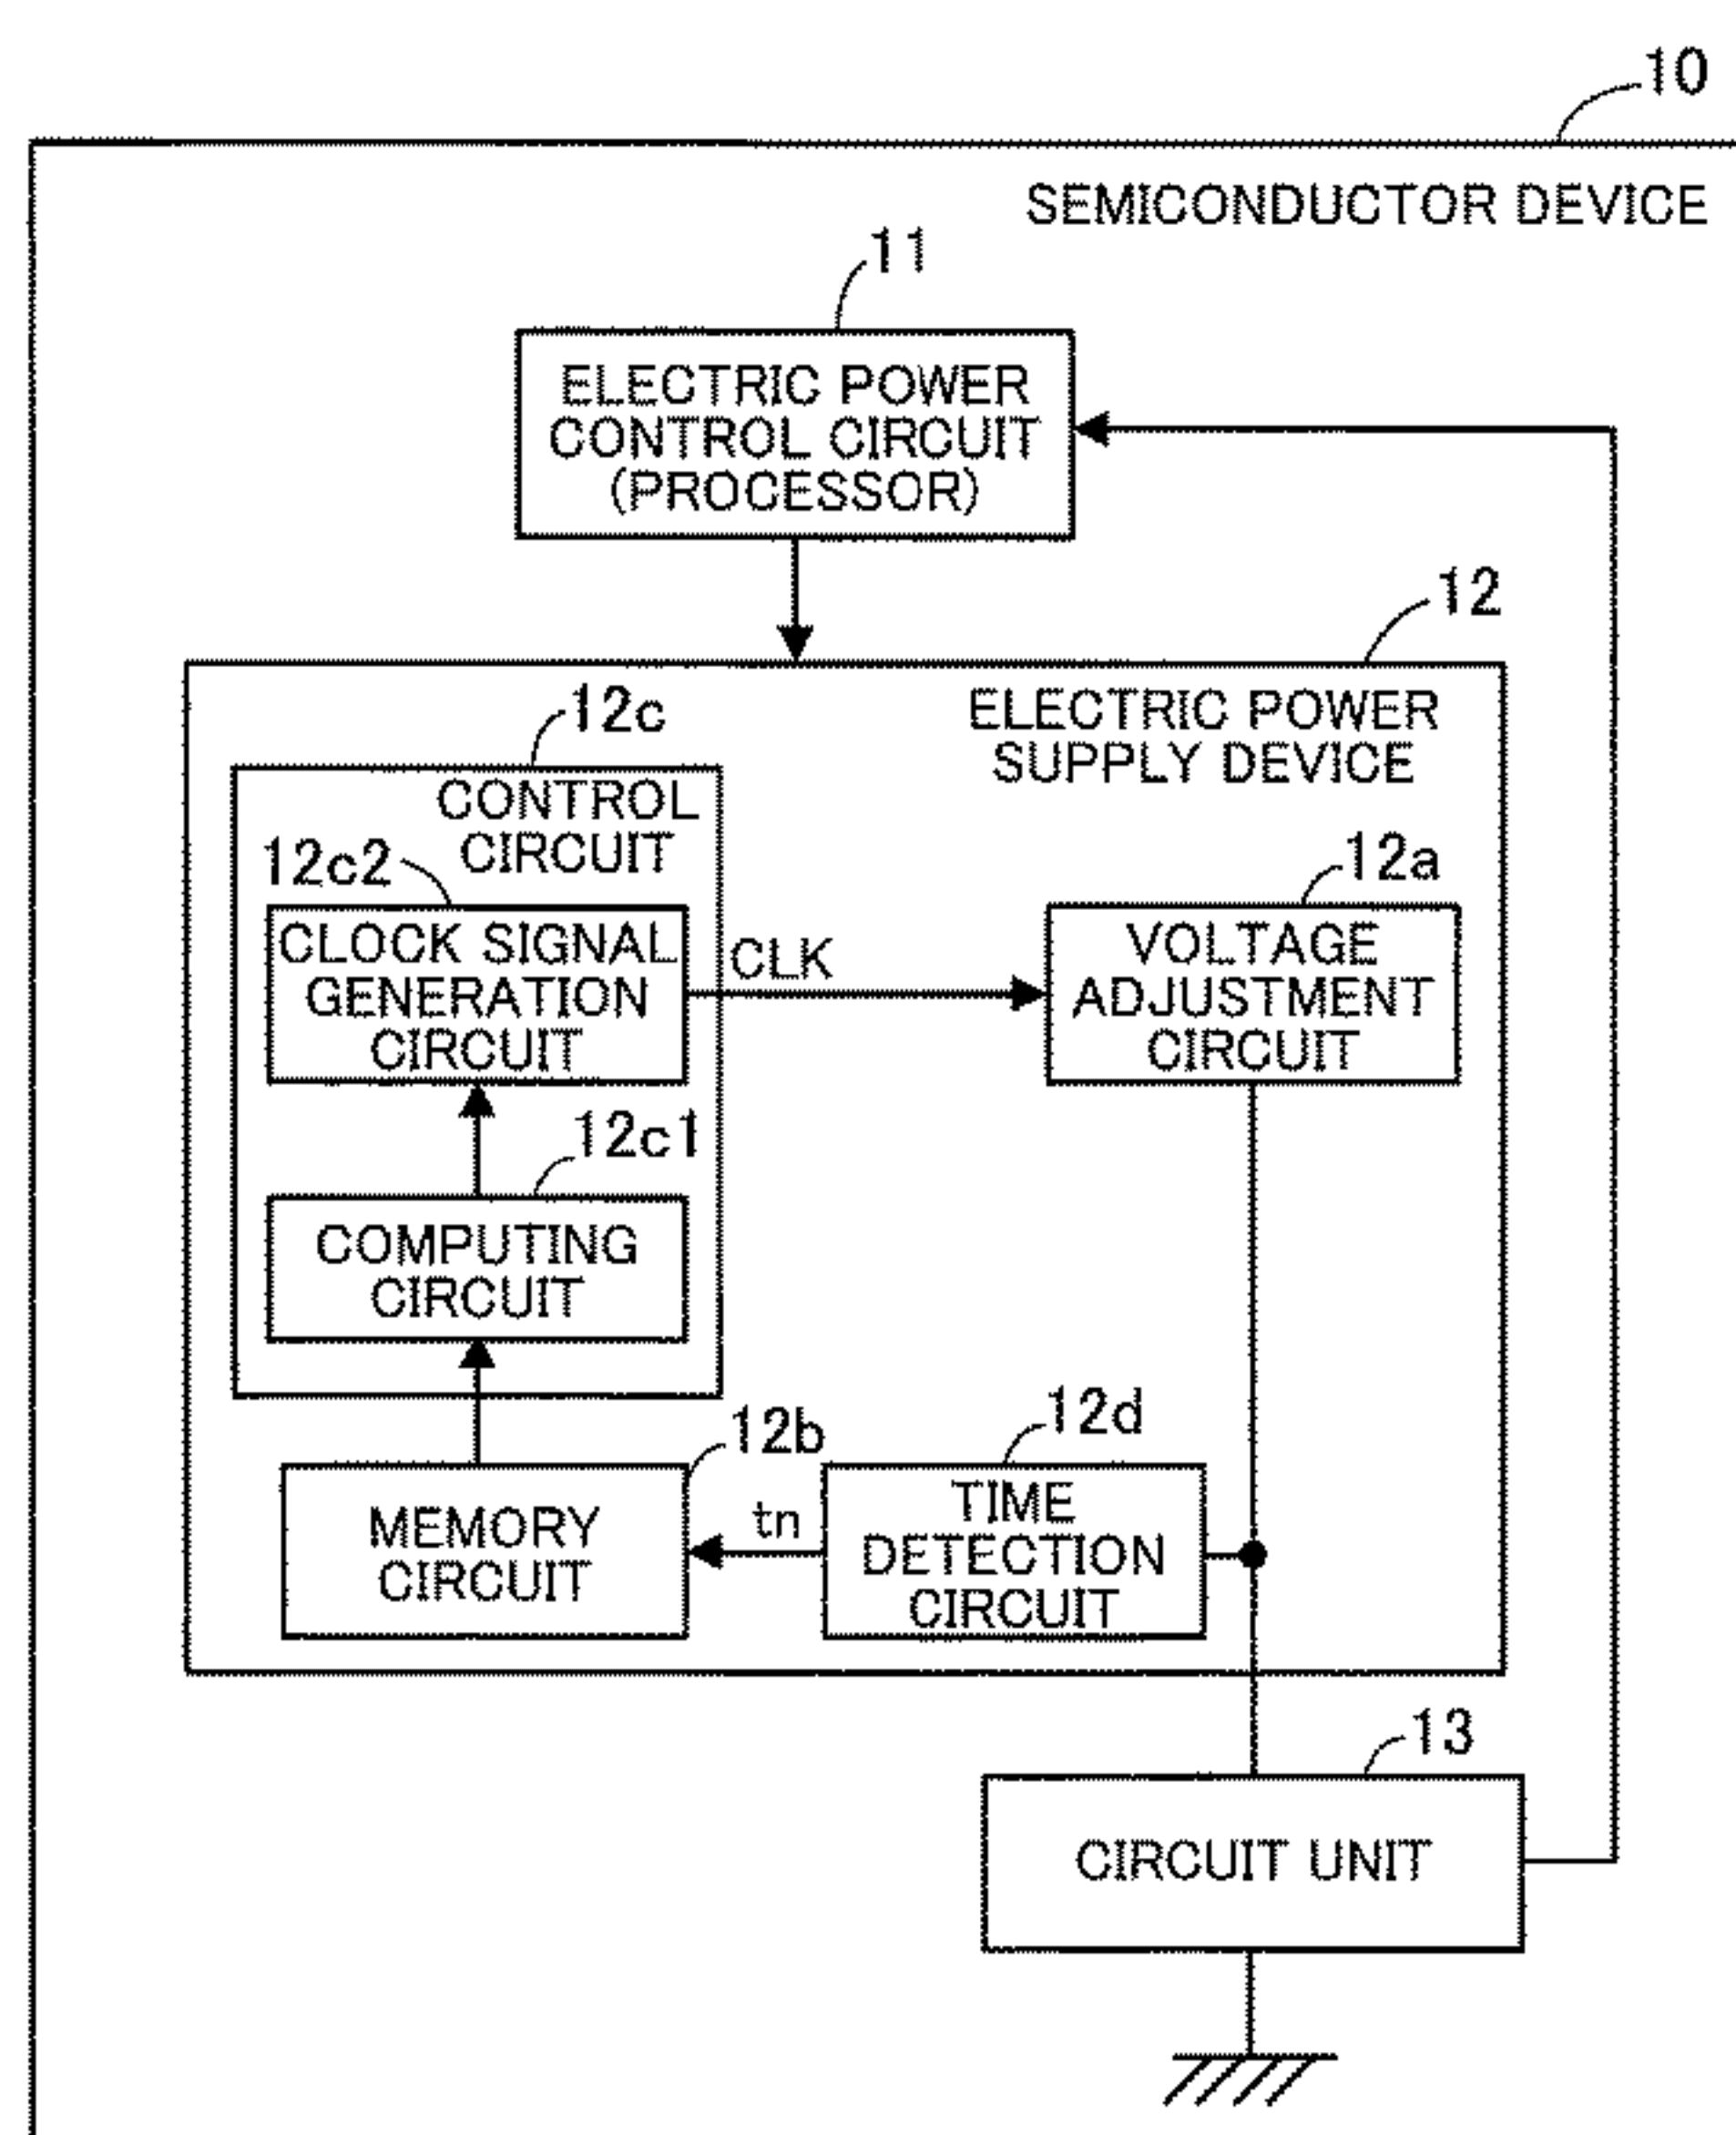 10
SEMICONDUCTOR DEVICE
11
ELECTRIC POWER
CONTROL CIRCUIT
(PROCESSOR)
12
ELECTRIC POWER
SUPPLY DEVICE
12c
CONTROL
CIRCUIT
12c2
CLOCK SIGNAL
GENERATION
CIRCUIT
CLK
12a
VOLTAGE
ADJUSTMENT
CIRCUIT
12c1
COMPUTING
CIRCUIT
12b
MEMORY
CIRCUIT
tn
12d
TIME
DETECTION
CIRCUIT
13
CIRCUIT UNIT